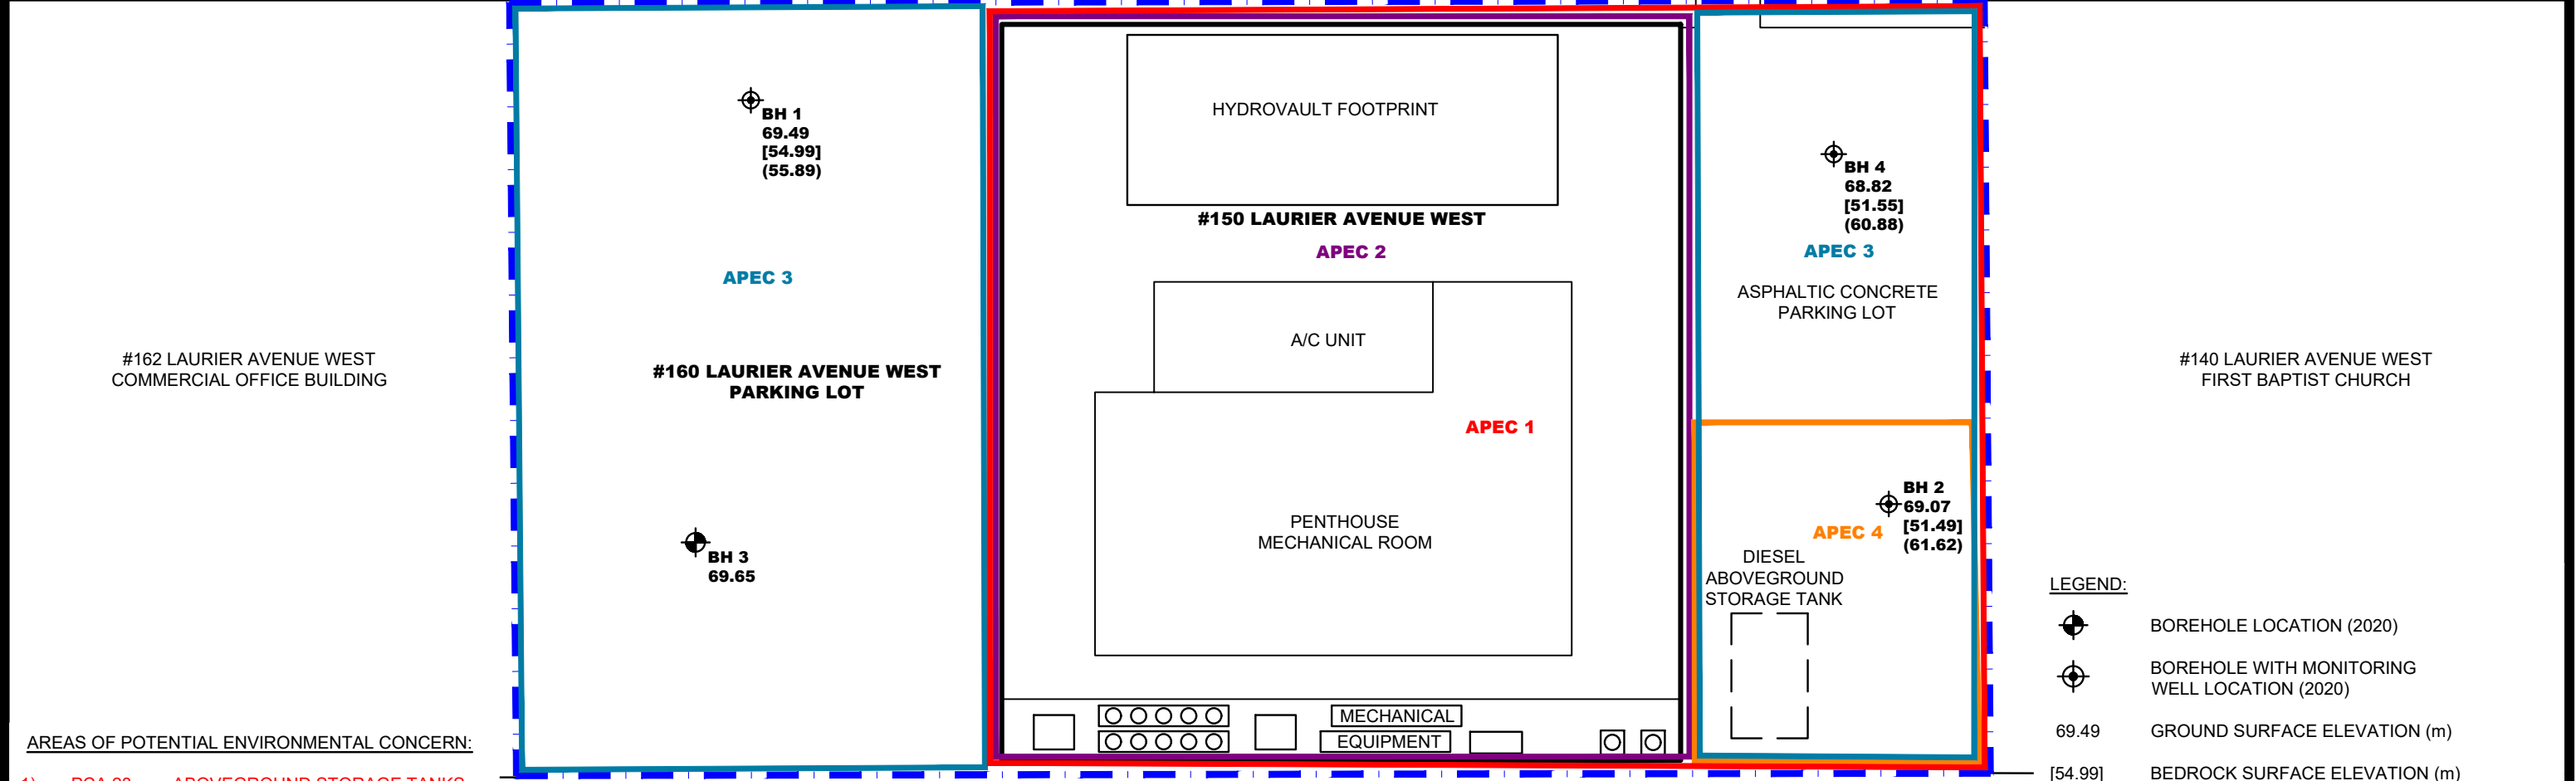 HYDROVAULT FOOTPRINT
BH 1
69.49
[54.99]
(55.89)
BH 4
68.82
[51.55]
(60.88)
#150 LAURIER AVENUE WEST
APEC 2
APEC 3
APEC 3
ASPHALTIC CONCRETE
PARKING LOT
A/C UNIT
#162 LAURIER AVENUE WEST
COMMERCIAL OFFICE BUILDING
#160 LAURIER AVENUE WEST
PARKING LOT
#140 LAURIER AVENUE WEST
FIRST BAPTIST CHURCH
APEC 1
BH 2
69.07
[51.49]
(61.62)
APEC 4
PENTHOUSE
MECHANICAL ROOM
BH 3
69.65
DIESEL
ABOVEGROUND
STORAGE TANK
LEGEND:
BOREHOLE LOCATION (2020)
BOREHOLE WITH MONITORING
WELL LOCATION (2020)
69.49 GROUND SURFACE ELEVATION (m)
[54.99] BEDROCK SURFACE ELEVATION (m)
MECHANICAL
EQUIPMENT
AREAS OF POTENTIAL ENVIRONMENTAL CONCERN:
ABOVEGROUND STORAGE TANKS